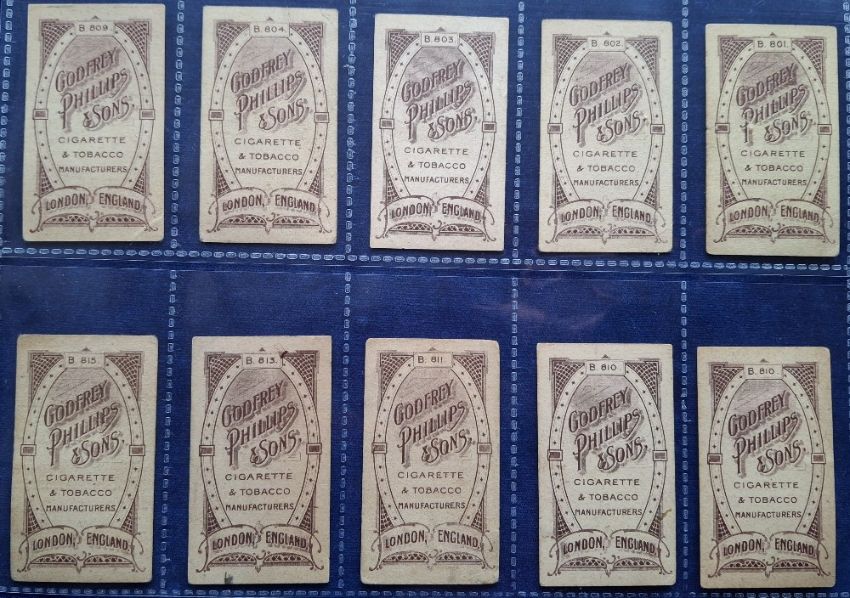 B. 809.
GODFREY
PHILLIPS
& SONS,
CIGARETTE
& TOBACCO
MANUFACTURERS
LONDON, ENGLAND.
B. 804.
GODFREY
PHILLIPS
& SONS,
CIGARETTE
& TOBACCO
MANUFACTURERS
LONDON, ENGLAND.
B. 803.
GODFREY
PHILLIPS
& SONS,
CIGARETTE
& TOBACCO
MANUFACTURERS
LONDON, ENGLAND.
B. 802.
GODFREY
PHILLIPS
& SONS,
CIGARETTE
& TOBACCO
MANUFACTURERS
LONDON, ENGLAND.
B. 801.
GODFREY
PHILLIPS
& SONS,
CIGARETTE
& TOBACCO
MANUFACTURERS
LONDON, ENGLAND.
B. 815.
GODFREY
PHILLIPS
& SONS,
CIGARETTE
& TOBACCO
MANUFACTURERS
LONDON, ENGLAND.
B. 813.
GODFREY
PHILLIPS
& SONS,
CIGARETTE
& TOBACCO
MANUFACTURERS
LONDON, ENGLAND.
B. 811
GODFREY
PHILLIPS
& SONS,
CIGARETTE
& TOBACCO
MANUFACTURERS
LONDON, ENGLAND.
B. 810
GODFREY
PHILLIPS
& SONS,
CIGARETTE
& TOBACCO
MANUFACTURERS
LONDON, ENGLAND.
B. 810
GODFREY
PHILLIPS
& SONS,
CIGARETTE
& TOBACCO
MANUFACTURERS
LONDON, ENGLAND.